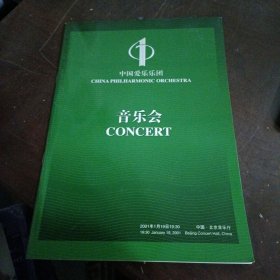 中国爱乐乐团
CHINA PHILHARMONIC ORCHESTRA
音乐会
CONCERT
2001年1月18日19:30 中国·北京音乐厅
19:30 January 18, 2001 Beijing Concert Hall, China